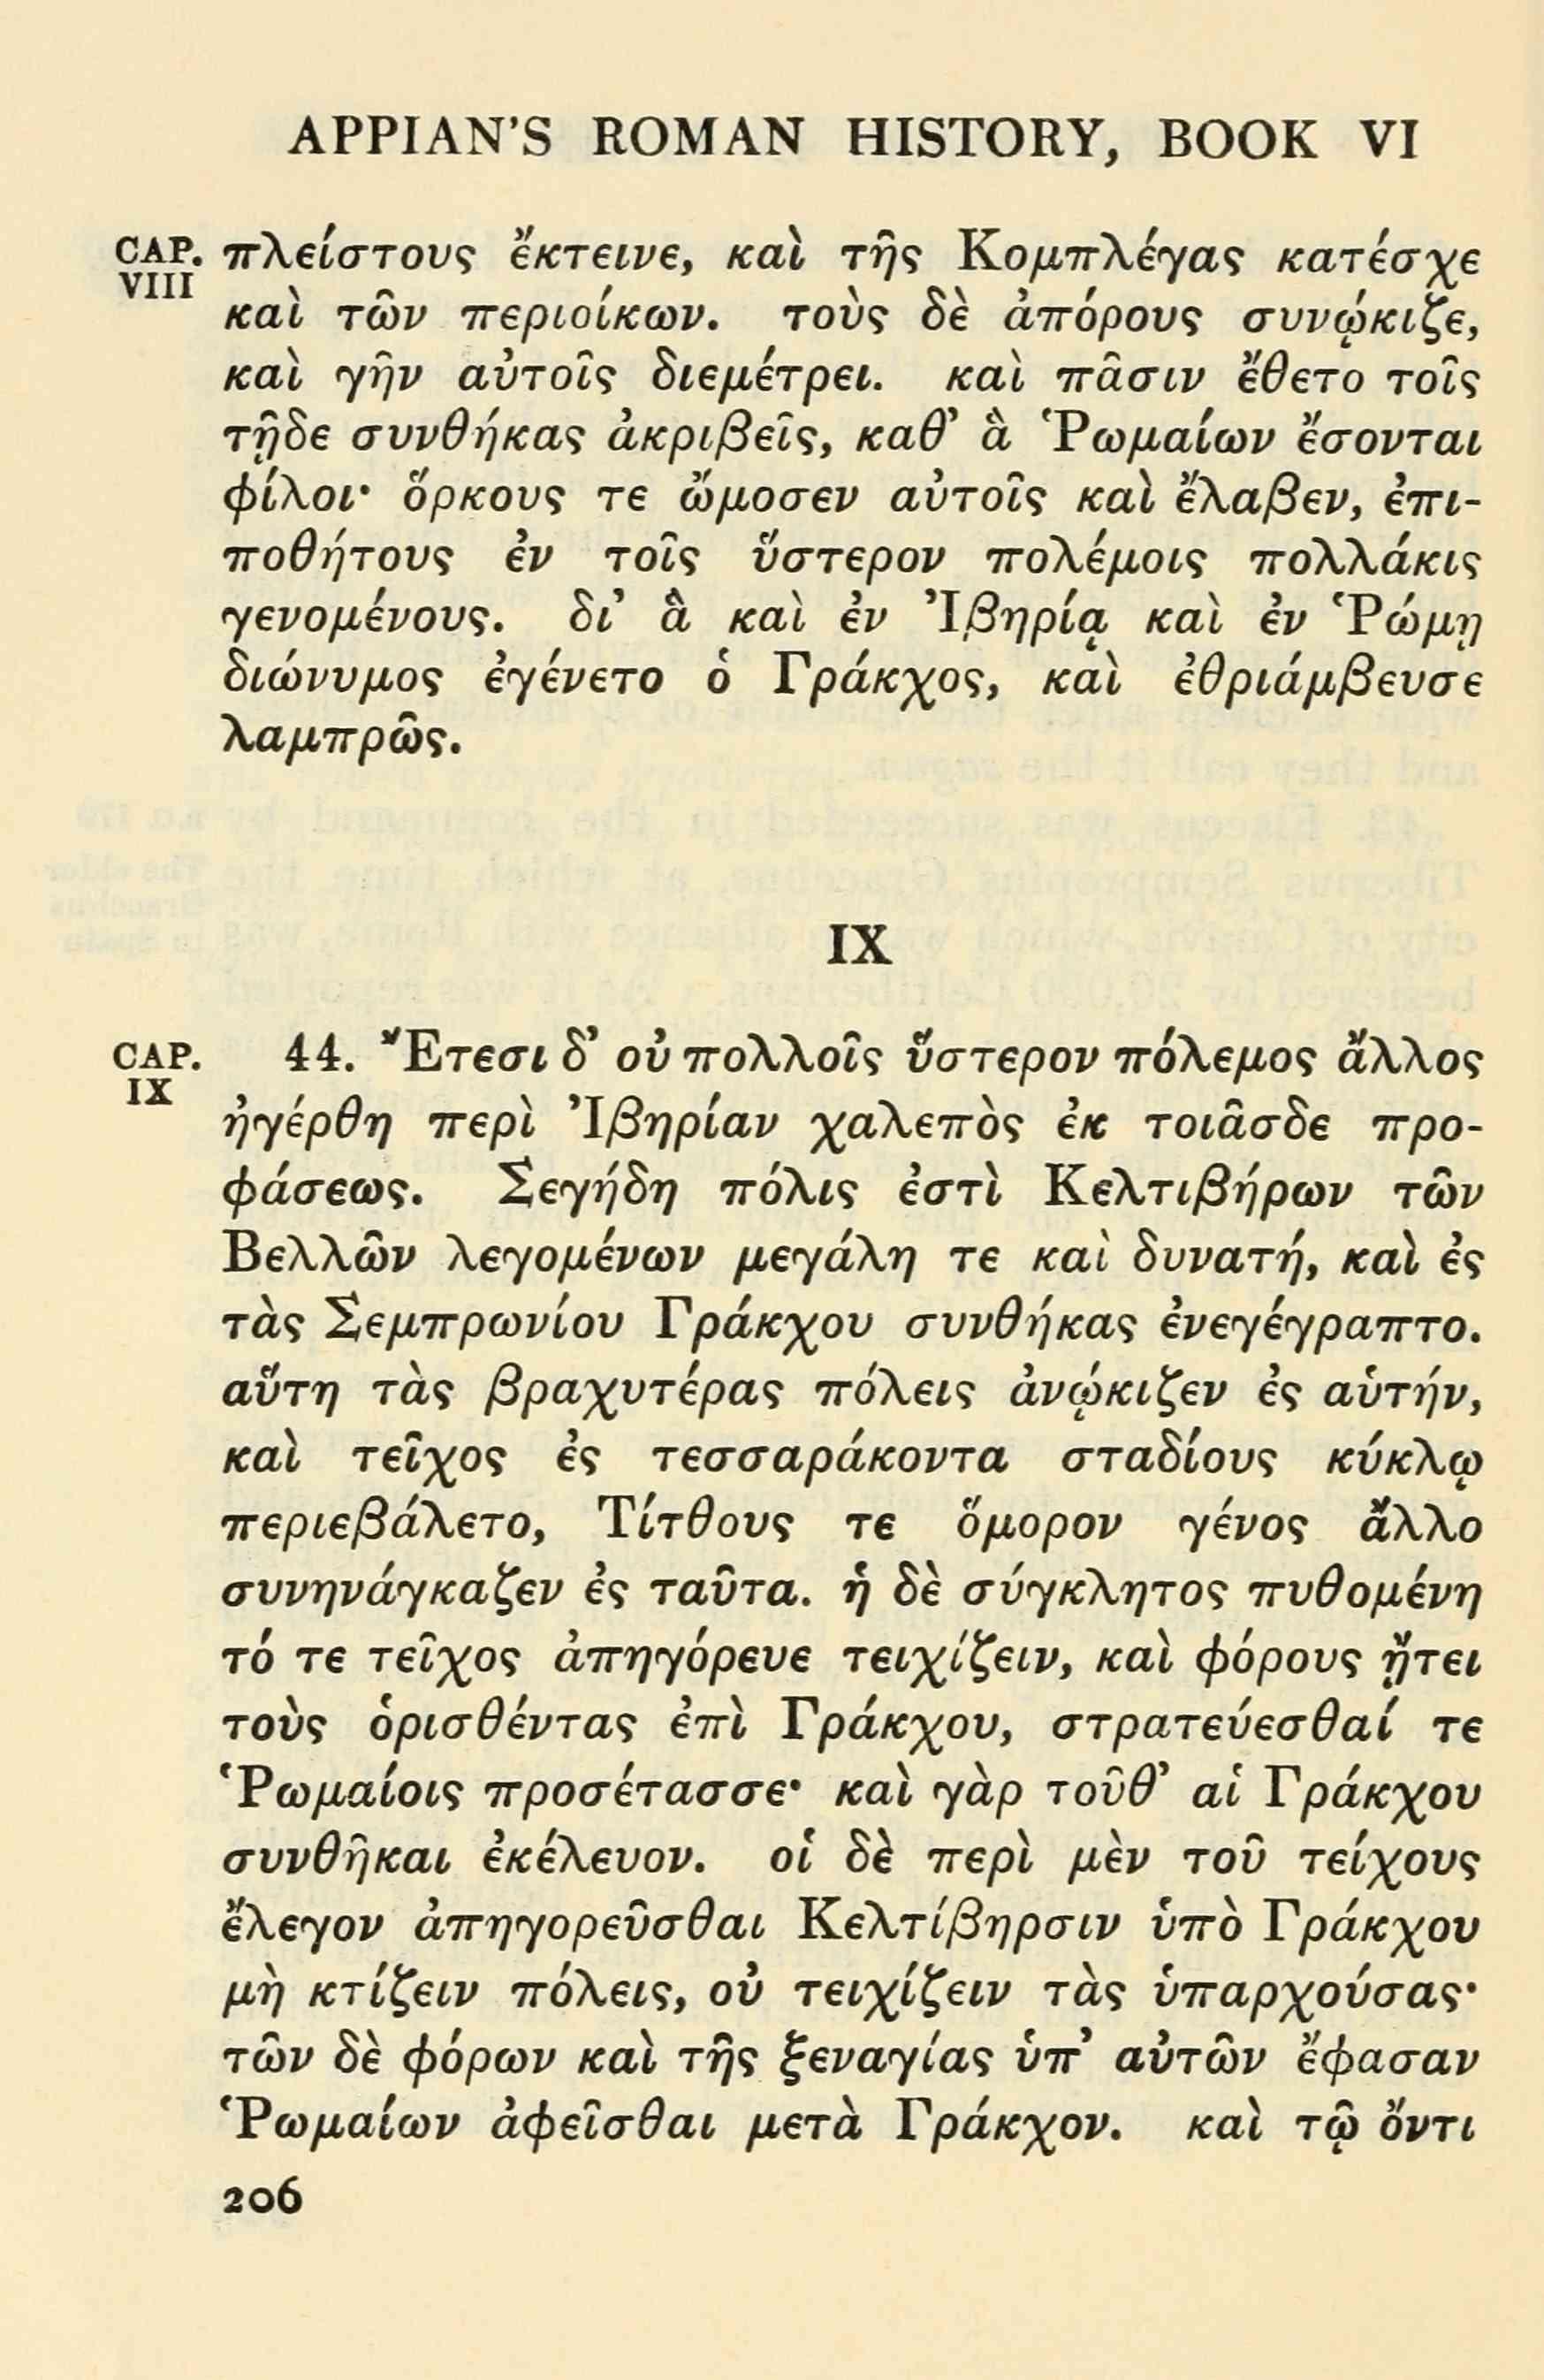 APPIAN'S ROMAN HISTORY, BOOK VI
CAP. πλείστους ἔκτεινε, καὶ τῆς Κομπλέγας κατέσχε
VIII καὶ τῶν περιοίκων. τοὺς δὲ ἀπόρους συνῴκιζε,
καὶ γῆν αὐτοῖς διεμέτρει. καὶ πᾶσιν ἔθετο τοῖς
τῇδε συνθήκας ἀκριβεῖς, καθ' ἃ Ῥωμαίων ἔσονται
φίλοι· ὅρκους τε ὤμοσεν αὐτοῖς καὶ ἔλαβεν, ἐπι-
ποθήτους ἐν τοῖς ὕστερον πολέμοις πολλάκις
γενομένους. δι' ἃ καὶ ἐν Ἰβηρίᾳ καὶ ἐν Ῥώμῃ
διώνυμος ἐγένετο ὁ Γράκχος, καὶ ἐθριάμβευσε
λαμπρῶς.
IX
CAP. 44. Ἔτεσι δ' οὐ πολλοῖς ὕστερον πόλεμος ἄλλος
IX ἠγέρθη περὶ Ἰβηρίαν χαλεπὸς ἐκ τοιᾶσδε προ-
φάσεως. Σεγήδη πόλις ἐστὶ Κελτιβήρων τῶν
Βελλῶν λεγομένων μεγάλη τε καὶ δυνατή, καὶ ἐς
τὰς Σεμπρωνίου Γράκχου συνθήκας ἐνεγέγραπτο.
αὕτη τὰς βραχυτέρας πόλεις ἀνῴκιζεν ἐς αὑτήν,
καὶ τεῖχος ἐς τεσσαράκοντα σταδίους κύκλῳ
περιεβάλετο, Τίτθους τε ὅμορον γένος ἄλλο
συνηνάγκαζεν ἐς ταῦτα. ἡ δὲ σύγκλητος πυθομένη
τό τε τεῖχος ἀπηγόρευε τειχίζειν, καὶ φόρους ᾔτει
τοὺς ὁρισθέντας ἐπὶ Γράκχου, στρατεύεσθαί τε
Ῥωμαίοις προσέτασσε· καὶ γὰρ τοῦθ' αἱ Γράκχου
συνθῆκαι ἐκέλευον. οἱ δὲ περὶ μὲν τοῦ τείχους
ἔλεγον ἀπηγορεῦσθαι Κελτίβηρσιν ὑπὸ Γράκχου
μὴ κτίζειν πόλεις, οὐ τειχίζειν τὰς ὑπαρχούσας·
τῶν δὲ φόρων καὶ τῆς ξεναγίας ὑπ' αὐτῶν ἔφασαν
Ῥωμαίων ἀφεῖσθαι μετὰ Γράκχον. καὶ τῷ ὄντι
206